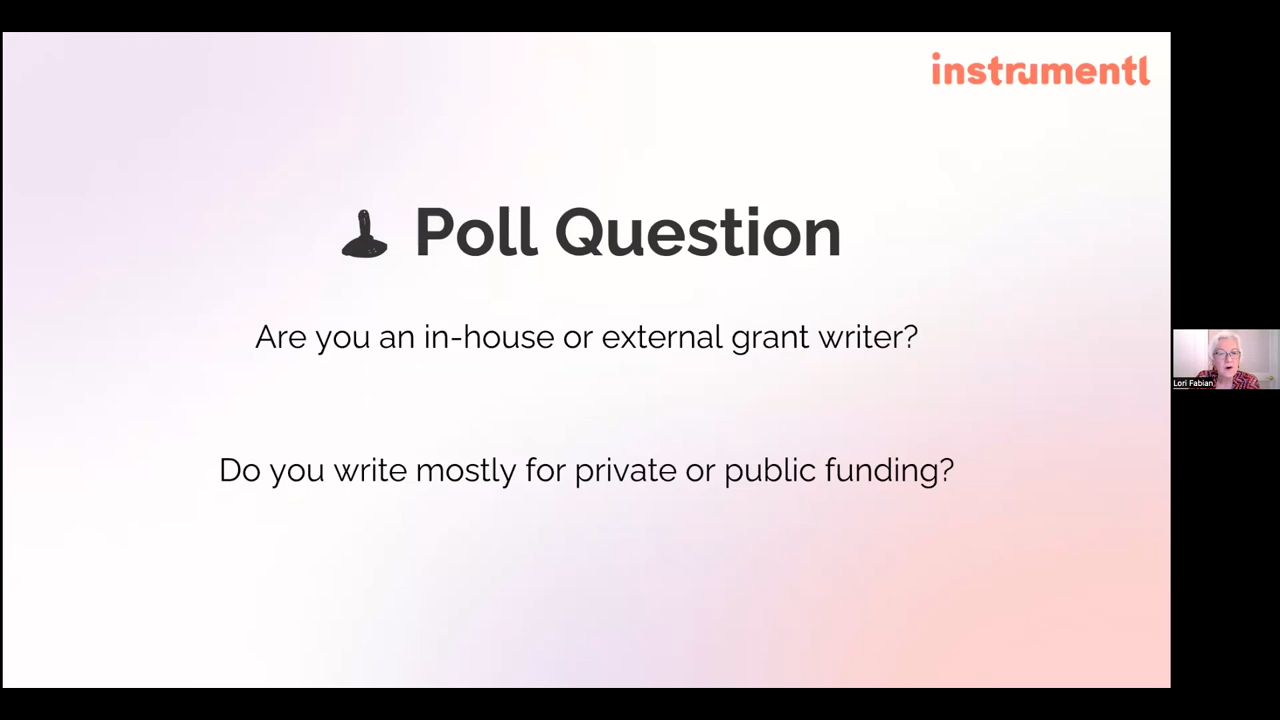 instrumentl
Poll Question
Are you an in-house or external grant writer?
Do you write mostly for private or public funding?
Lori Fabian